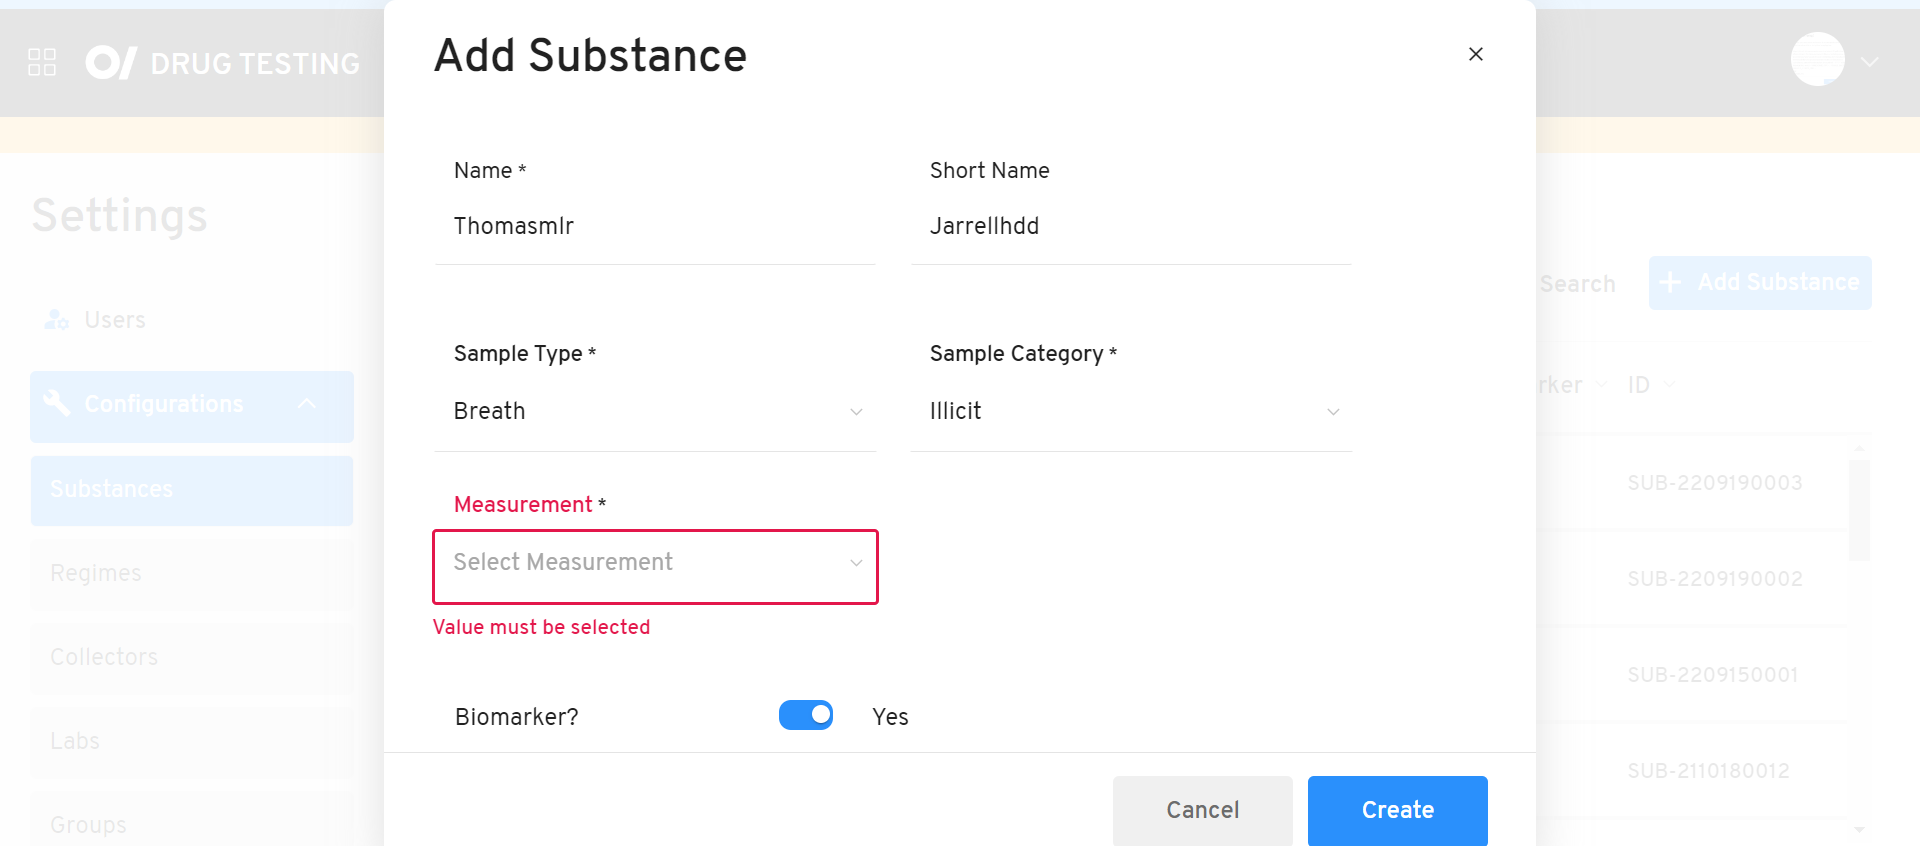 DRUG TESTING
Add Substance
Name *
Short Name
Thomasmlr
Jarrellhdd
Settings
Search
Add Substance
Users
Sample Type *
Sample Category *
Configurations
Breath
Illicit
rker
ID
Substances
Measurement *
SUB-2209190003
Select Measurement
Regimes
SUB-2209190002
Value must be selected
Collectors
SUB-2209150001
Biomarker?
Yes
Labs
SUB-2110180012
Groups
Cancel
Create